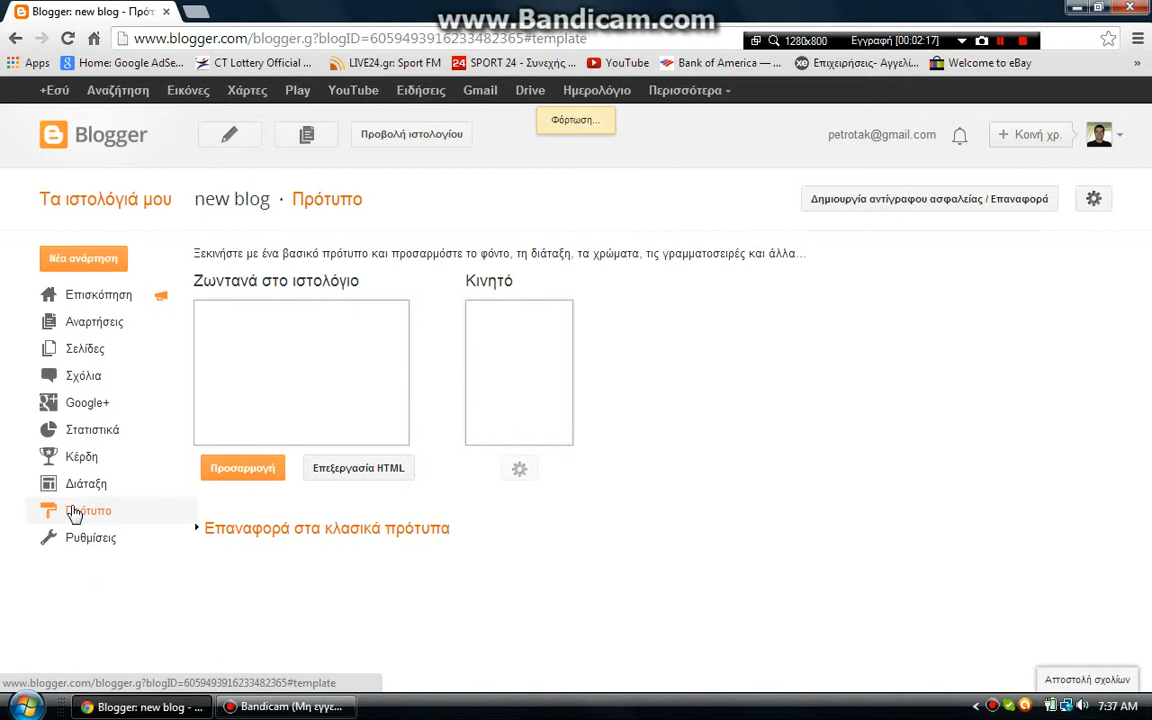 www.Bandicam.com
Blogger: new blog - Πρότ
www.blogger.com/blogger.g?blogID=6059493916233482365#template
1280x800
Εγγραφή [00:02:17]
Apps
Home: Google AdSe...
CT Lottery Official ...
LIVE24.gr: Sport FM
SPORT 24 - Συνεχής ...
YouTube
Bank of America — ...
Επιχειρήσεις- Αγγελί...
Welcome to eBay
»
+Εσύ Αναζήτηση Εικόνες Χάρτες Play YouTube Ειδήσεις Gmail Drive Ημερολόγιο Περισσότερα
Φόρτωση...
Blogger
Προβολή ιστολογίου
petrotak@gmail.com
+ Κοινή χρ.
Τα ιστολόγιά μου
new blog · Πρότυπο
Δημιουργία αντίγραφου ασφαλείας / Επαναφορά
Νέα ανάρτηση
Ξεκινήστε με ένα βασικό πρότυπο και προσαρμόστε το φόντο, τη διάταξη, τα χρώματα, τις γραμματοσειρές και άλλα...
Ζωντανά στο ιστολόγιο
Κινητό
Επισκόπηση
Αναρτήσεις
Σελίδες
Σχόλια
Google+
Στατιστικά
Κέρδη
Διάταξη
Πρότυπο
Ρυθμίσεις
Προσαρμογή
Επεξεργασία HTML
Επαναφορά στα κλασικά πρότυπα
www.blogger.com/blogger.g?blogID=6059493916233482365#template
Αποστολή σχολίων
Blogger: new blog - ...
Bandicam (Μη εγγε...
7:37 AM